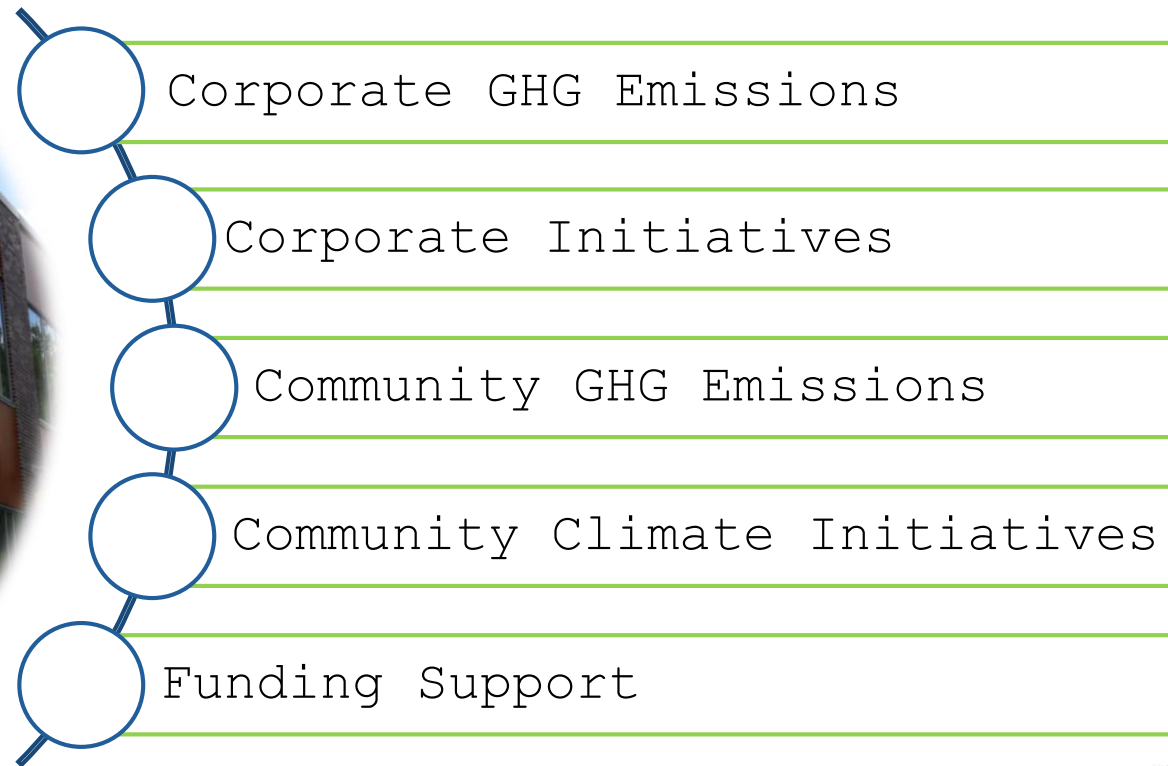 Corporate GHG Emissions
Corporate Initiatives
Community GHG Emissions
Community Climate Initiatives
Funding Support